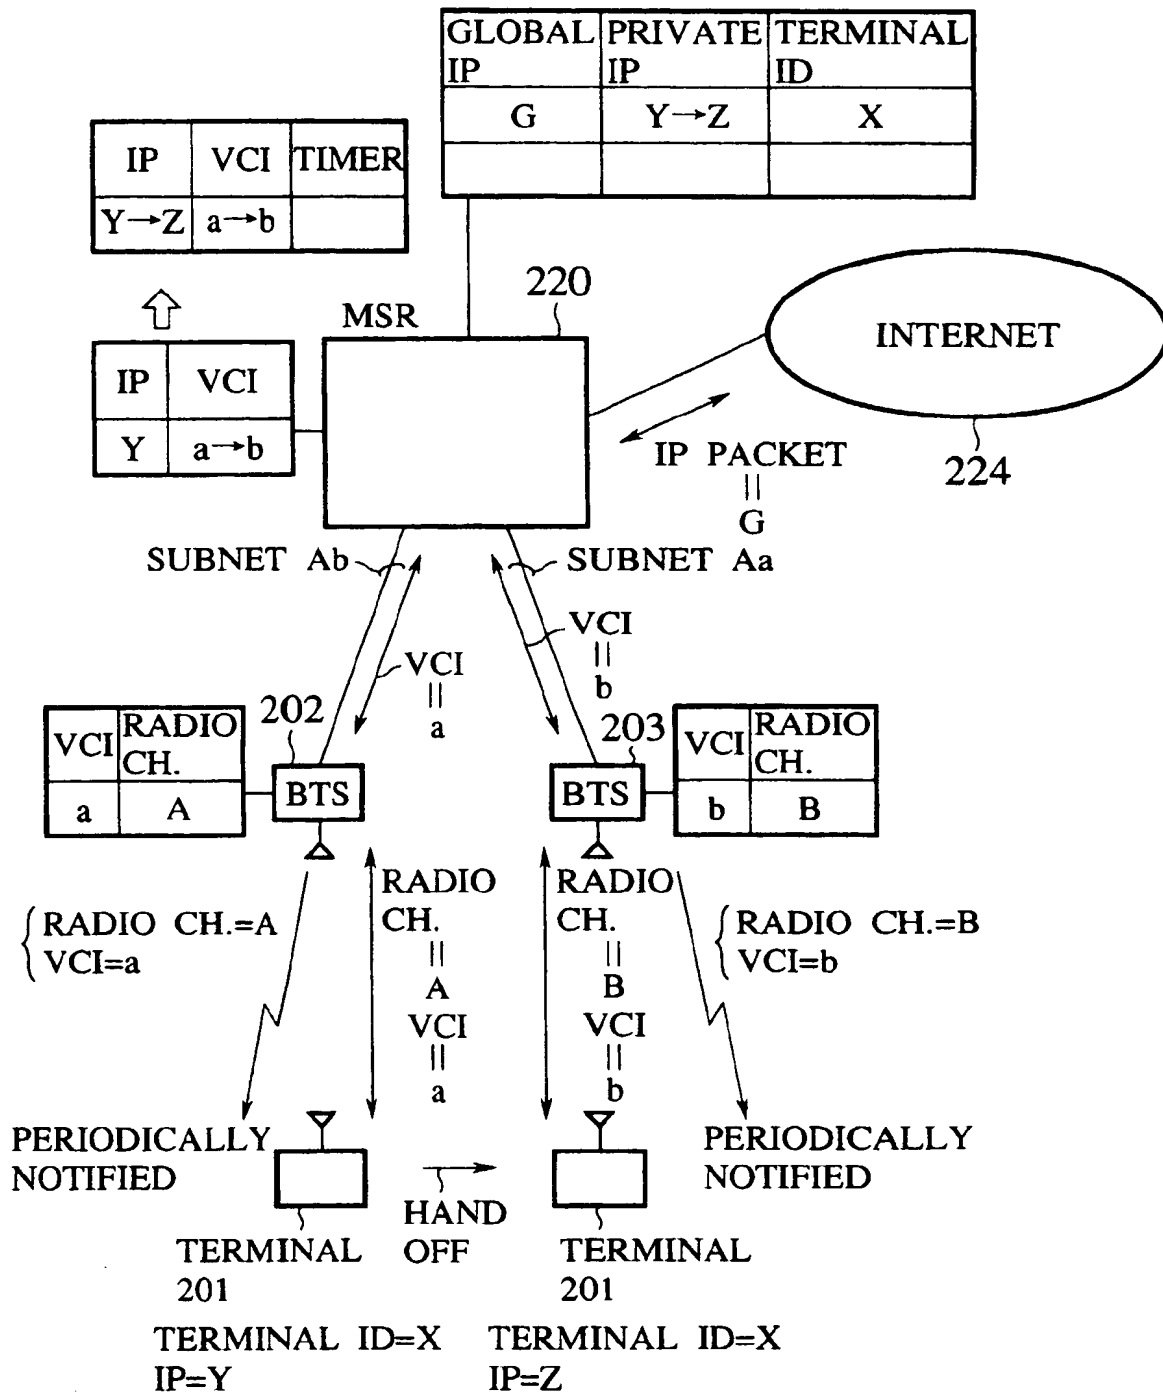 GLOBAL IP
PRIVATE IP
TERMINAL ID
G
Y→Z
X
IP
VCI
TIMER
Y→Z
a→b
MSR
220
INTERNET
224
IP
VCI
Y
a→b
IP PACKET
||
G
SUBNET Ab
SUBNET Aa
VCI
||
a
VCI
||
b
202
203
VCI
RADIO CH.
a
A
BTS
BTS
VCI
RADIO CH.
b
B
RADIO CH.=A
VCI=a
RADIO
CH.
||
A
VCI
||
a
RADIO
CH.
||
B
VCI
||
b
RADIO CH.=B
VCI=b
PERIODICALLY
NOTIFIED
PERIODICALLY
NOTIFIED
HAND
OFF
TERMINAL
201
TERMINAL
201
TERMINAL ID=X
IP=Y
TERMINAL ID=X
IP=Z